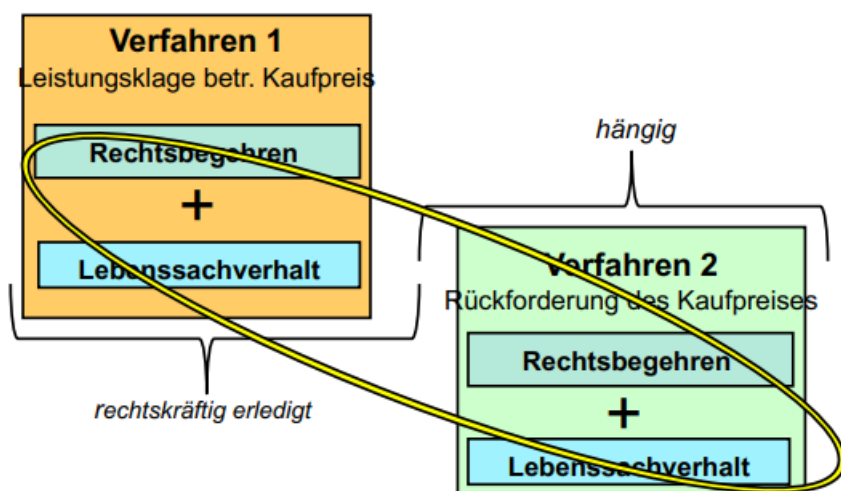 Verfahren 1
Leistungsklage betr. Kaufpreis
Rechtsbegehren
+
Lebenssachverhalt
rechtskräftig erledigt
hängig
Verfahren 2
Rückforderung des Kaufpreises
Rechtsbegehren
+
Lebenssachverhalt